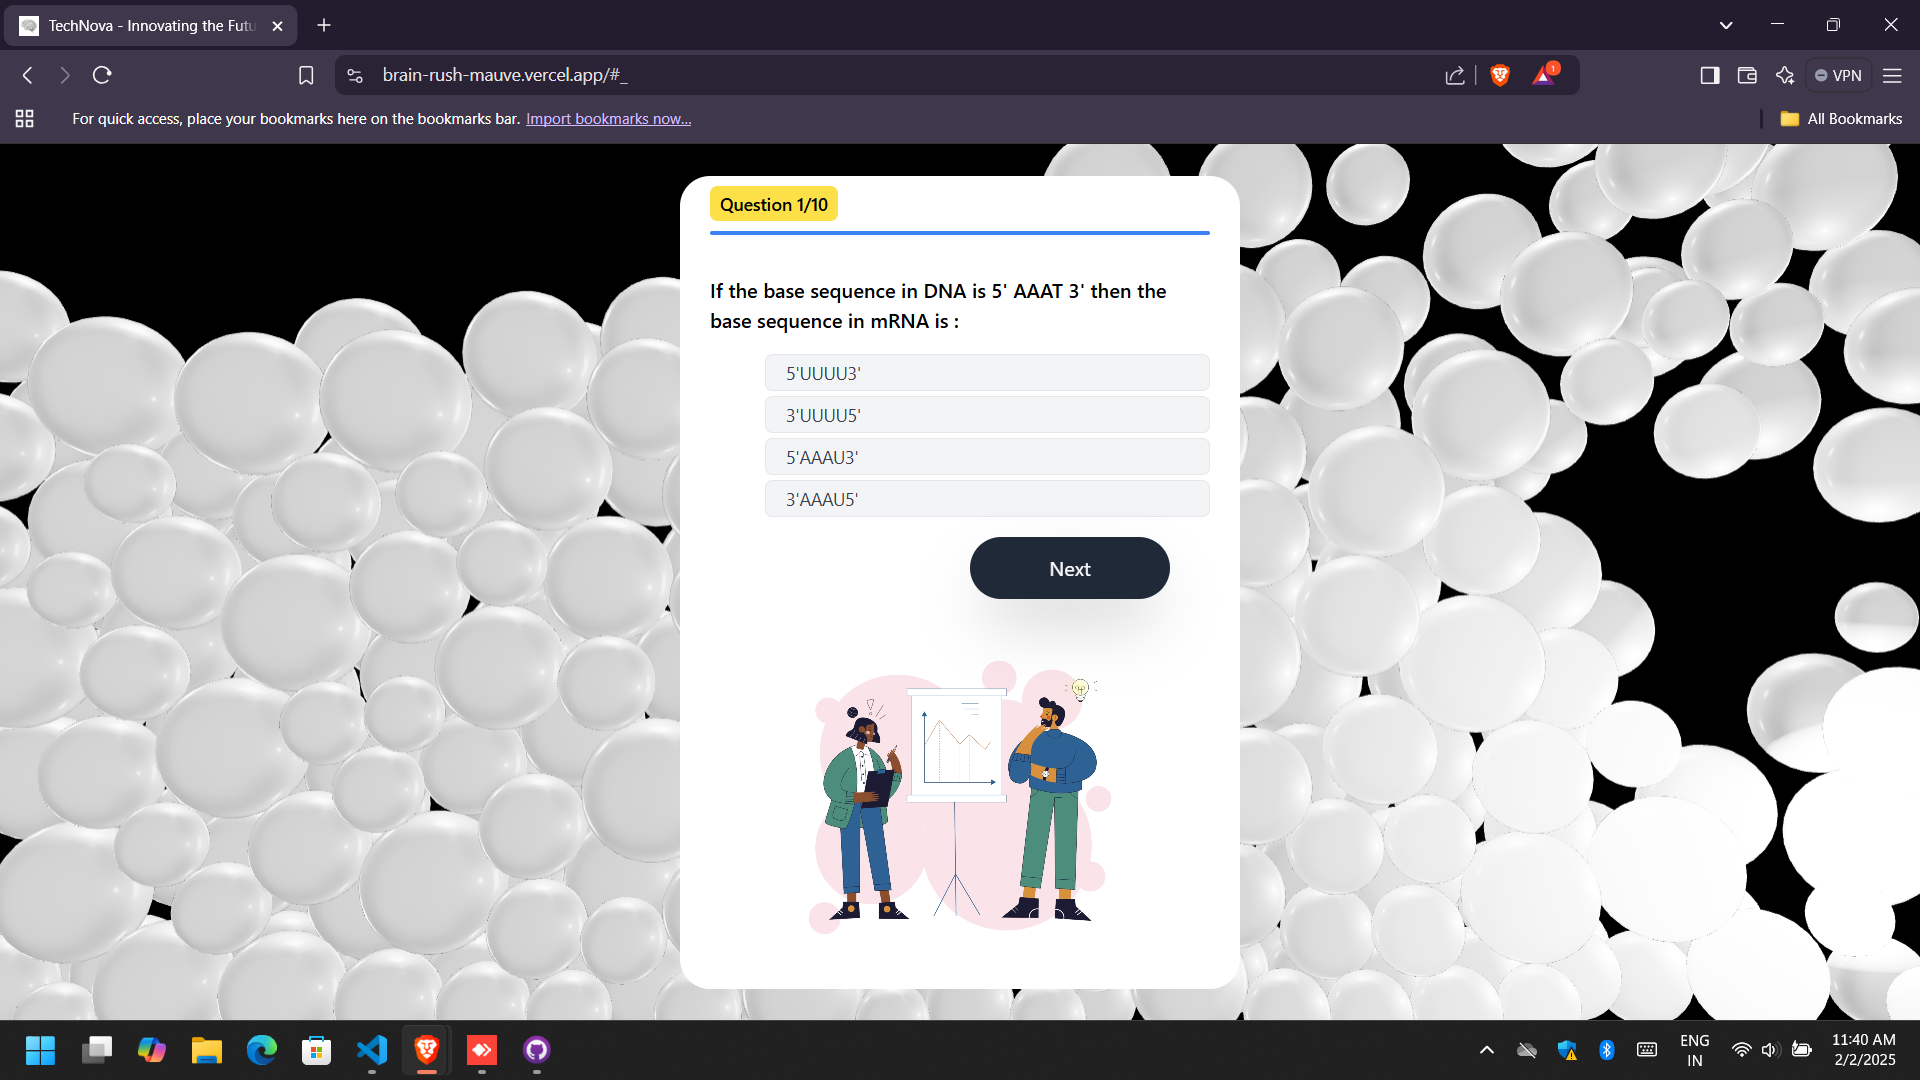 TechNova - Innovating the Futu
brain-rush-mauve.vercel.app/#_
1
VPN
For quick access, place your bookmarks here on the bookmarks bar. Import bookmarks now...
All Bookmarks
Question 1/10
If the base sequence in DNA is 5' AAAT 3' then the
base sequence in mRNA is :
5'UUUU3'
3'UUUU5'
5'AAAU3'
3'AAAU5'
Next
ENG
IN
11:40 AM
2/2/2025